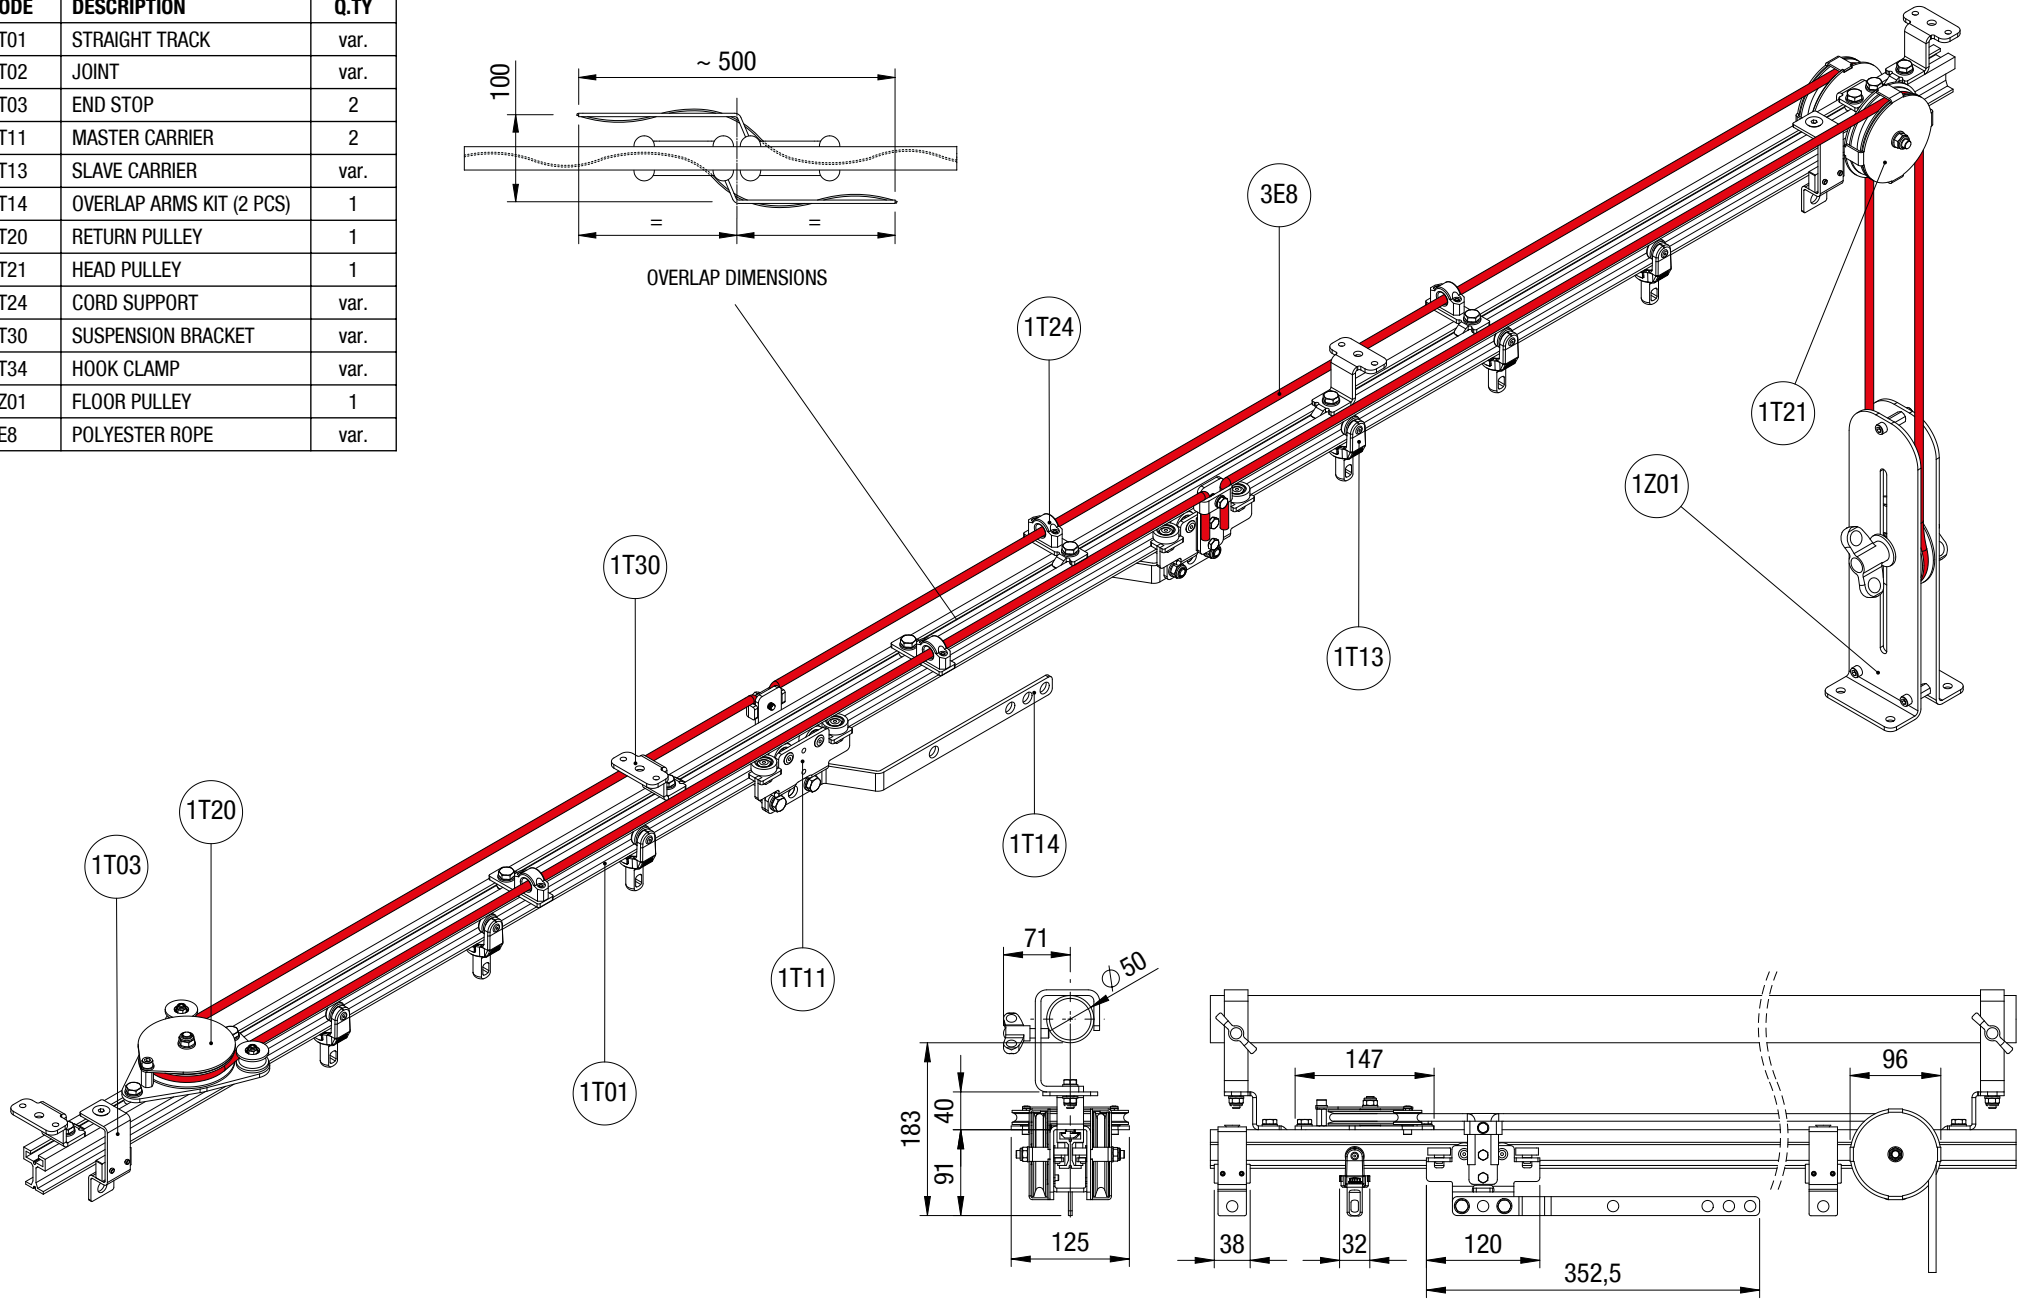 ODE DESCRIPTION Q.TY
T01 STRAIGHT TRACK var.
T02 JOINT var.
T03 END STOP 2
T11 MASTER CARRIER 2
T13 SLAVE CARRIER var.
T14 OVERLAP ARMS KIT (2 PCS) 1
T20 RETURN PULLEY 1
T21 HEAD PULLEY 1
T24 CORD SUPPORT var.
T30 SUSPENSION BRACKET var.
T34 HOOK CLAMP var.
Z01 FLOOR PULLEY 1
E8 POLYESTER ROPE var.
~ 500
100
= =
OVERLAP DIMENSIONS
3E8
1T24
1T21
1Z01
1T30
1T13
1T20
1T03
1T14
1T11
1T01
71
Ø 50
183
40
91
125
147
96
38
32
120
352,5